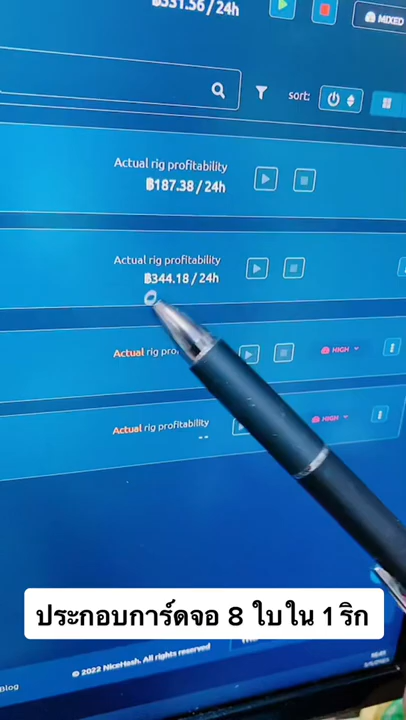 ฿331.56 / 24h
MIXED
sort:
Actual rig profitability
฿187.38 / 24h
Actual rig profitability
฿344.18 / 24h
Actual rig pro
HIGH
Actual rig profitability
--
HIGH
ประกอบการ์ดจอ 8 ใบใน 1 ริก
© 2022 NiceHash. All rights reserved
Blog